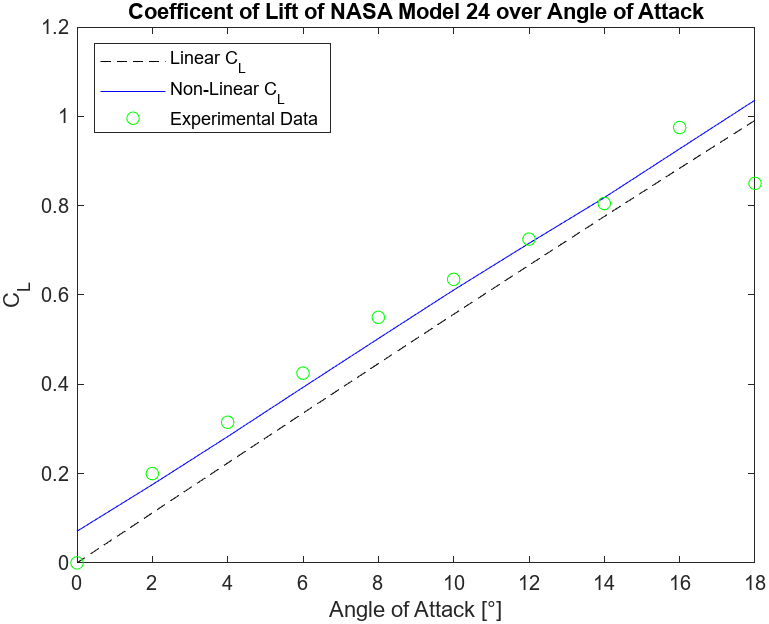 Coefficent of Lift of NASA Model 24 over Angle of Attack
Linear C_L
Non-Linear C_L
Experimental Data
1.2
1
0.8
0.6
0.4
0.2
0
C_L
0 2 4 6 8 10 12 14 16 18
Angle of Attack [°]